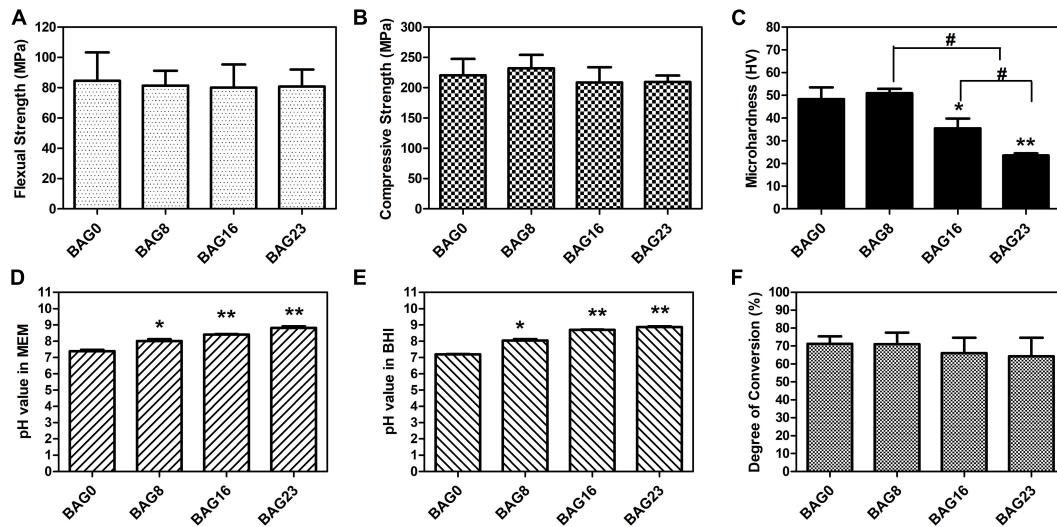 A
Flexual Strength (MPa)
120
100
80
60
40
20
0
BAG0
BAG8
BAG16
BAG23
B
Compressive Strength (MPa)
300
250
200
150
100
50
0
BAG0
BAG8
BAG16
BAG23
C
Microhardness (HV)
80
70
60
50
40
30
20
10
0
#
#
*
**
BAG0
BAG8
BAG16
BAG23
D
pH value in MEM
11
10
9
8
7
6
5
4
3
2
1
0
*
**
**
BAG0
BAG8
BAG16
BAG23
E
pH value in BHI
11
10
9
8
7
6
5
4
3
2
1
0
*
**
**
BAG0
BAG8
BAG16
BAG23
F
Degree of Conversion (%)
100
90
80
70
60
50
40
30
20
10
0
BAG0
BAG8
BAG16
BAG23